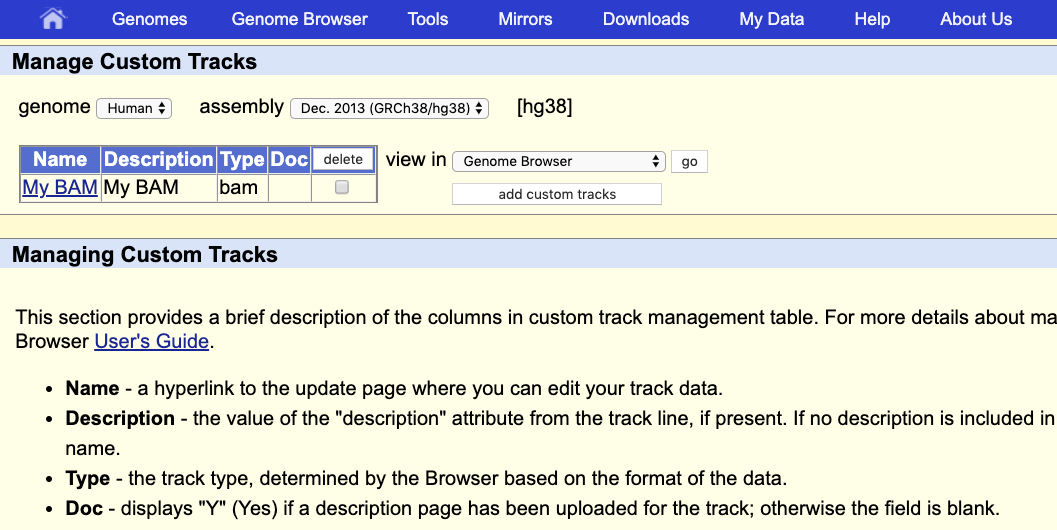 Genomes Genome Browser Tools Mirrors Downloads My Data Help About Us
Manage Custom Tracks
genome Human assembly Dec. 2013 (GRCh38/hg38) [hg38]
Name Description Type Doc delete view in Genome Browser go
My BAM My BAM bam
add custom tracks
Managing Custom Tracks
This section provides a brief description of the columns in custom track management table. For more details about ma
Browser User's Guide.
• Name - a hyperlink to the update page where you can edit your track data.
• Description - the value of the "description" attribute from the track line, if present. If no description is included in
name.
• Type - the track type, determined by the Browser based on the format of the data.
• Doc - displays "Y" (Yes) if a description page has been uploaded for the track; otherwise the field is blank.